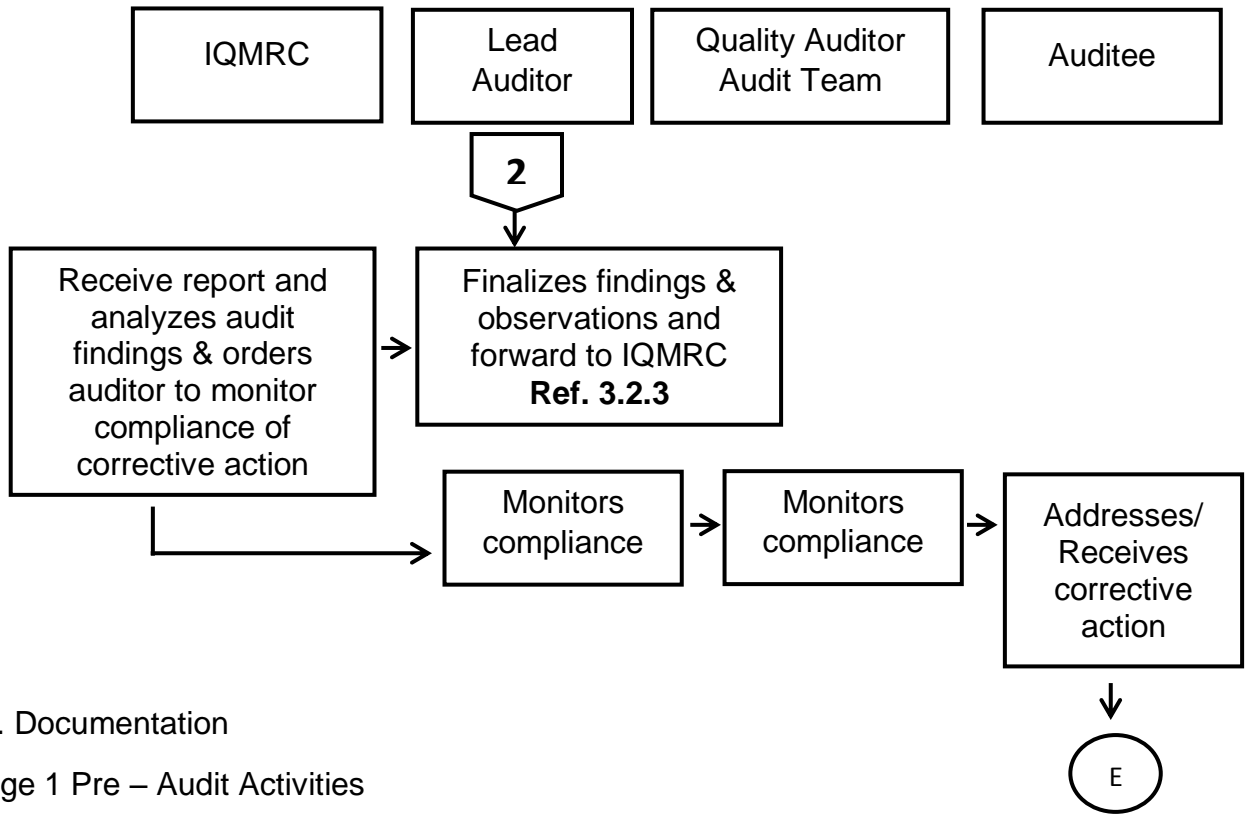 IQMRC
Lead
Auditor
Quality Auditor
Audit Team
Auditee
2
Receive report and
analyzes audit
findings & orders
auditor to monitor
compliance of
corrective action
Finalizes findings &
observations and
forward to IQMRC
Ref. 3.2.3
Monitors
compliance
Monitors
compliance
Addresses/
Receives
corrective
action
E
. Documentation
ge 1 Pre – Audit Activities